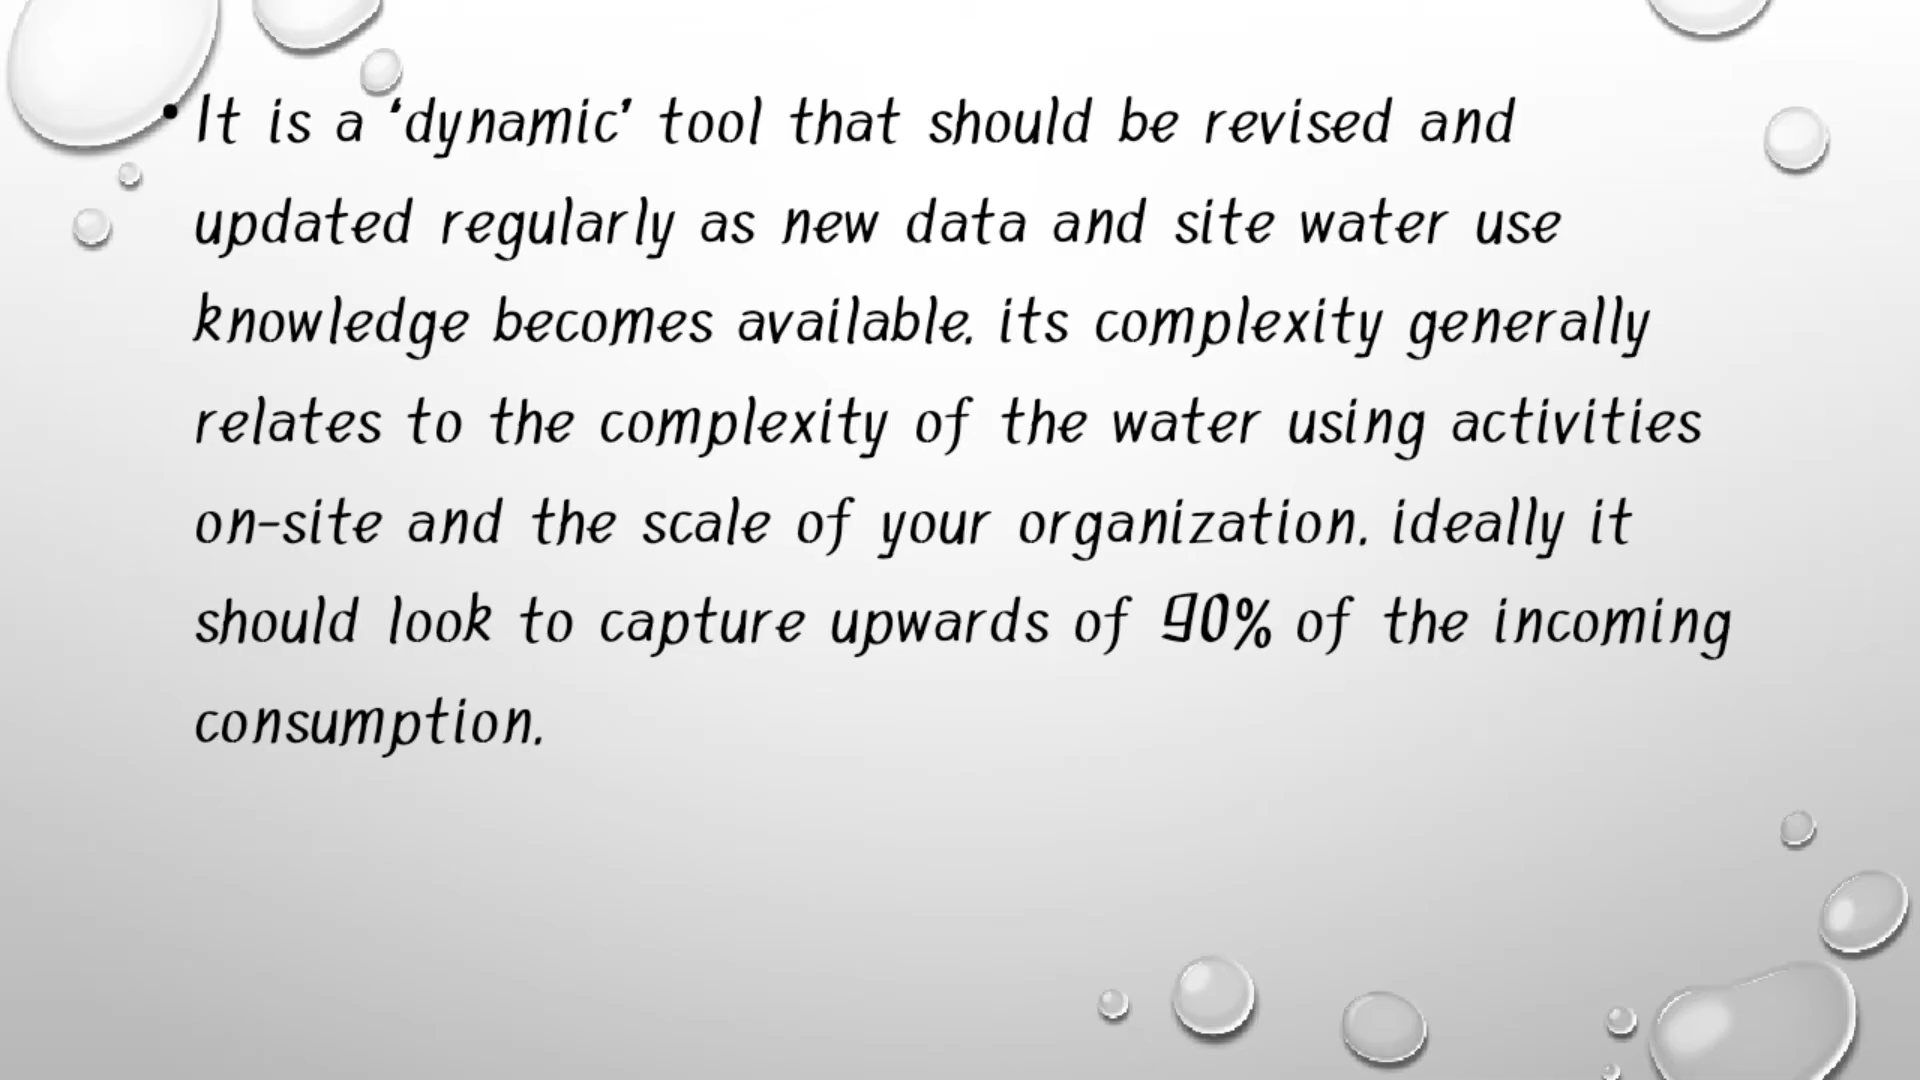 • It is a ‘dynamic’ tool that should be revised and
updated regularly as new data and site water use
knowledge becomes available. its complexity generally
relates to the complexity of the water using activities
on-site and the scale of your organization. ideally it
should look to capture upwards of 90% of the incoming
consumption.